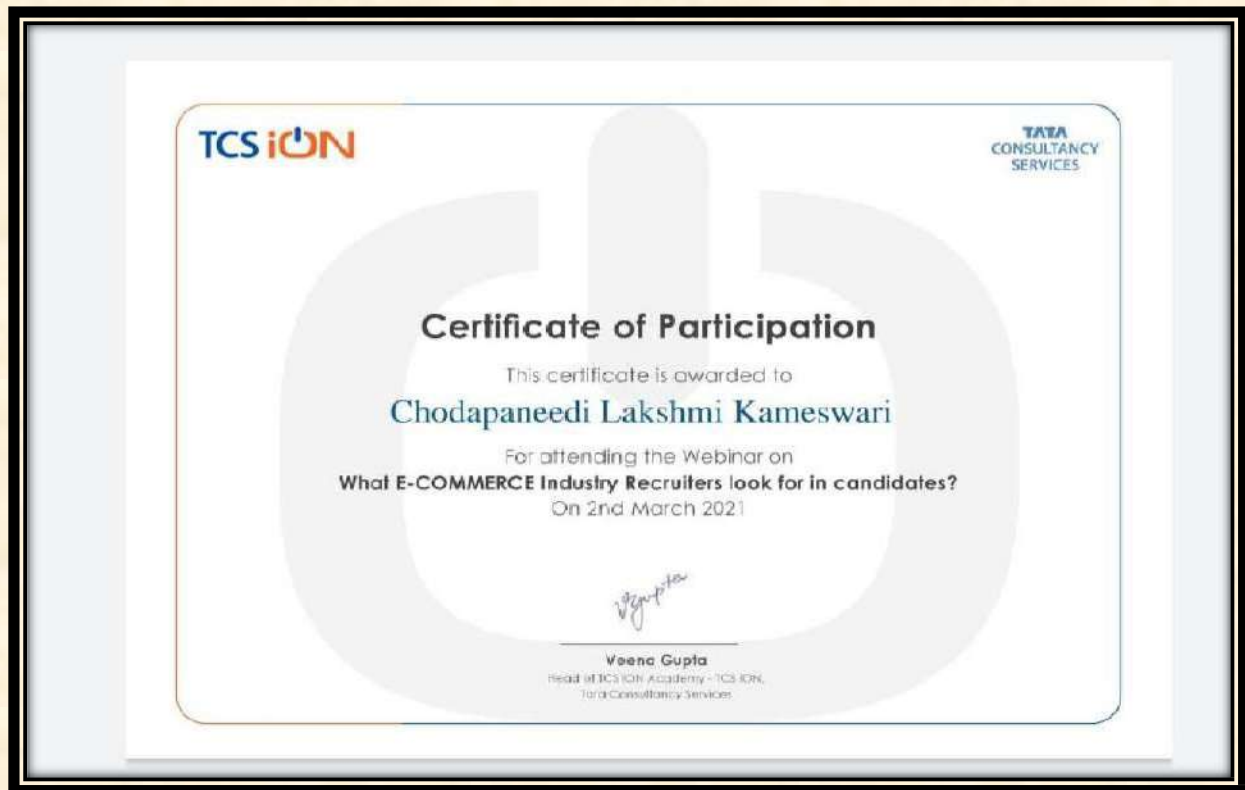 TCS iON
TATA
CONSULTANCY
SERVICES
Certificate of Participation
This certificate is awarded to
Chodapaneedi Lakshmi Kameswari
For attending the Webinar on
What E-COMMERCE Industry Recruiters look for in candidates?
On 2nd March 2021
Vgupta
Veena Gupta
Head of TCS iON Academy - TCS iON,
Tata Consultancy Services